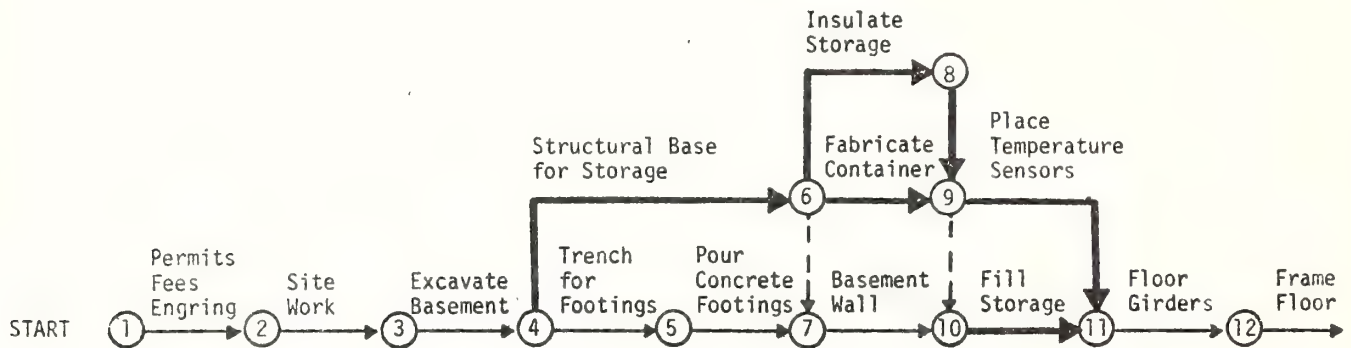 Insulate
Storage
8
Structural Base
for Storage
Fabricate
Container
Place
Temperature
Sensors
6
9
Permits
Fees
Engring
Site
Work
Excavate
Basement
Trench
for
Footings
Pour
Concrete
Footings
Basement
Wall
Fill
Storage
Floor
Girders
Frame
Floor
START
1
2
3
4
5
7
10
11
12